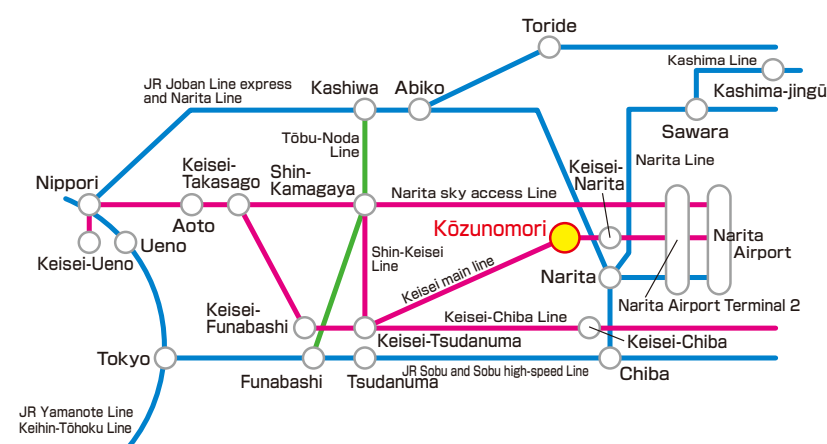 Toride
Kashima Line
JR Joban Line express
and Narita Line
Kashiwa
Abiko
Kashima-jingū
Sawara
Tōbu-Noda
Line
Keisei-
Takasago
Shin-
Kamagaya
Keisei-
Narita
Narita Line
Nippori
Narita sky access Line
Aoto
Kōzunomori
Ueno
Keisei-Ueno
Shin-Keisei
Line
Keisei main line
Narita
Airport
Narita
Narita Airport Terminal 2
Keisei-
Funabashi
Keisei-Chiba Line
Keisei-Tsudanuma
Keisei-Chiba
Tokyo
Funabashi
Tsudanuma
JR Sobu and Sobu high-speed Line
Chiba
JR Yamanote Line
Keihin-Tōhoku Line